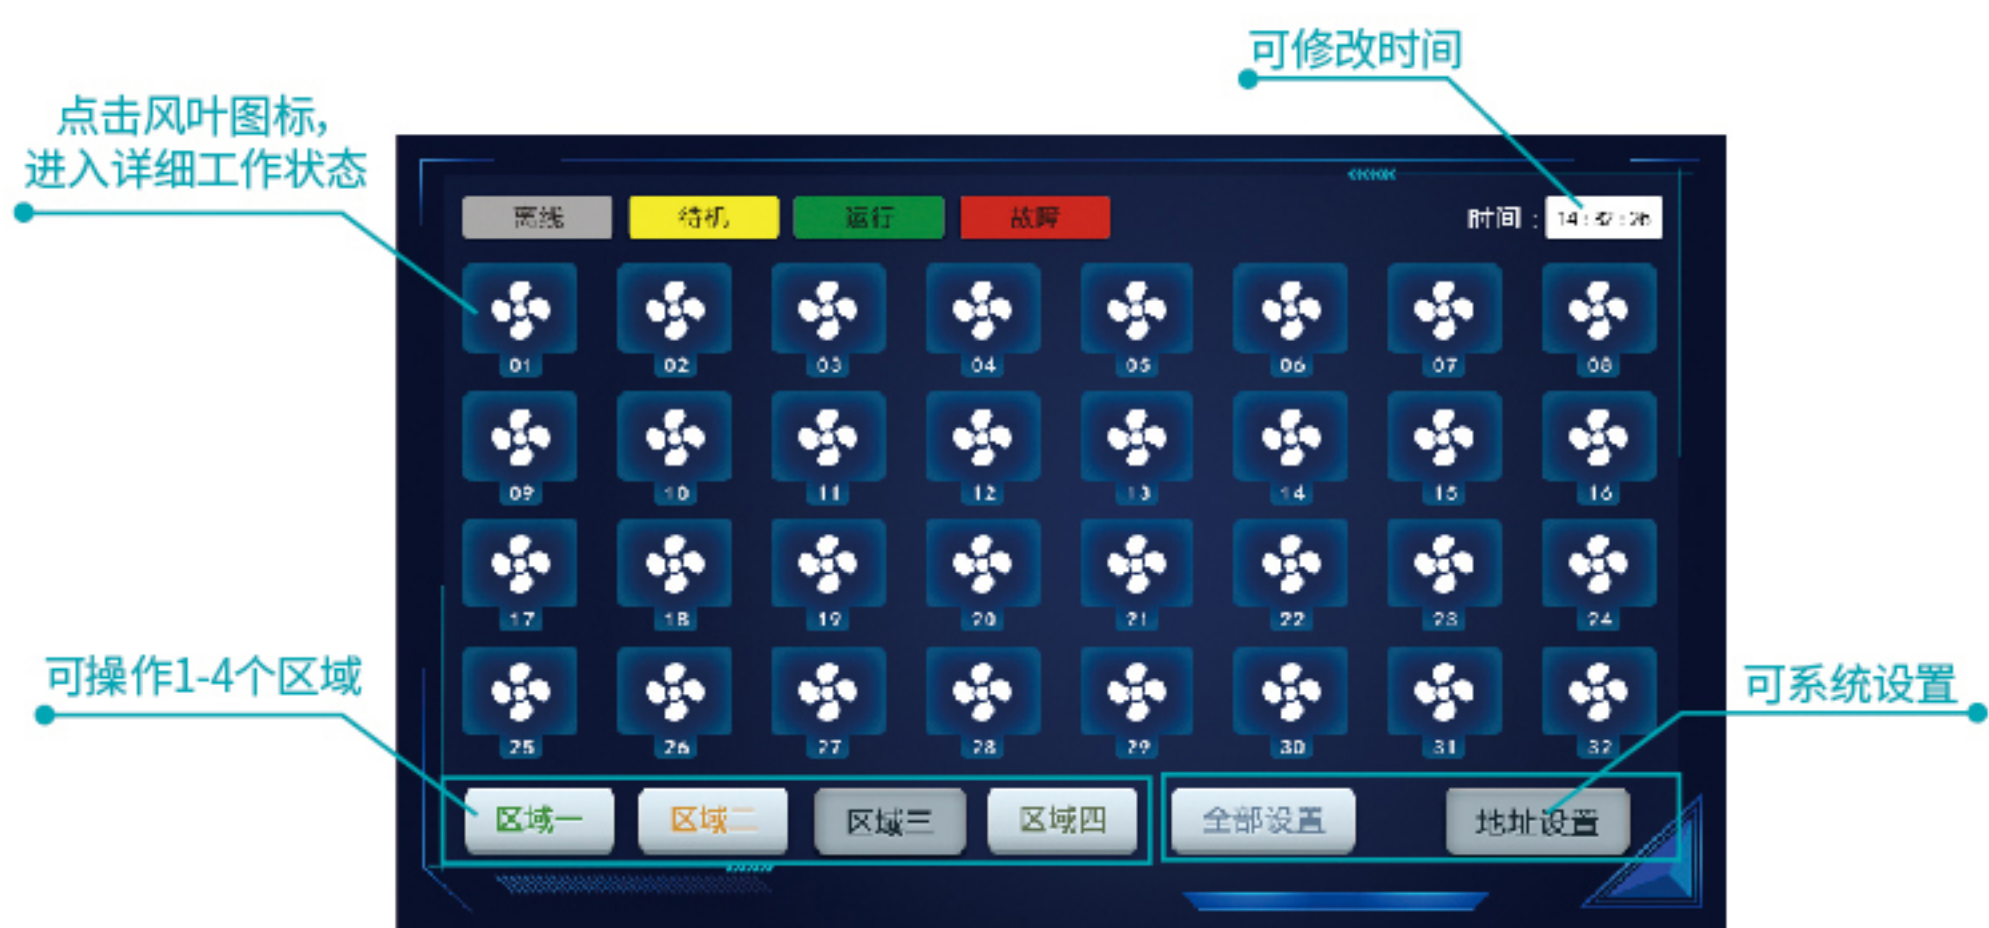 可修改时间
点击风叶图标,
进入详细工作状态
离线 待机 运行 故障 时间：
01 02 03 04 05 06 07 08
09 10 11 12 13 14 15 16
17 18 19 20 21 22 23 24
25 26 27 28 29 30 31 32
可操作1-4个区域
可系统设置
区域一 区域二 区域三 区域四 全部设置 地址设置